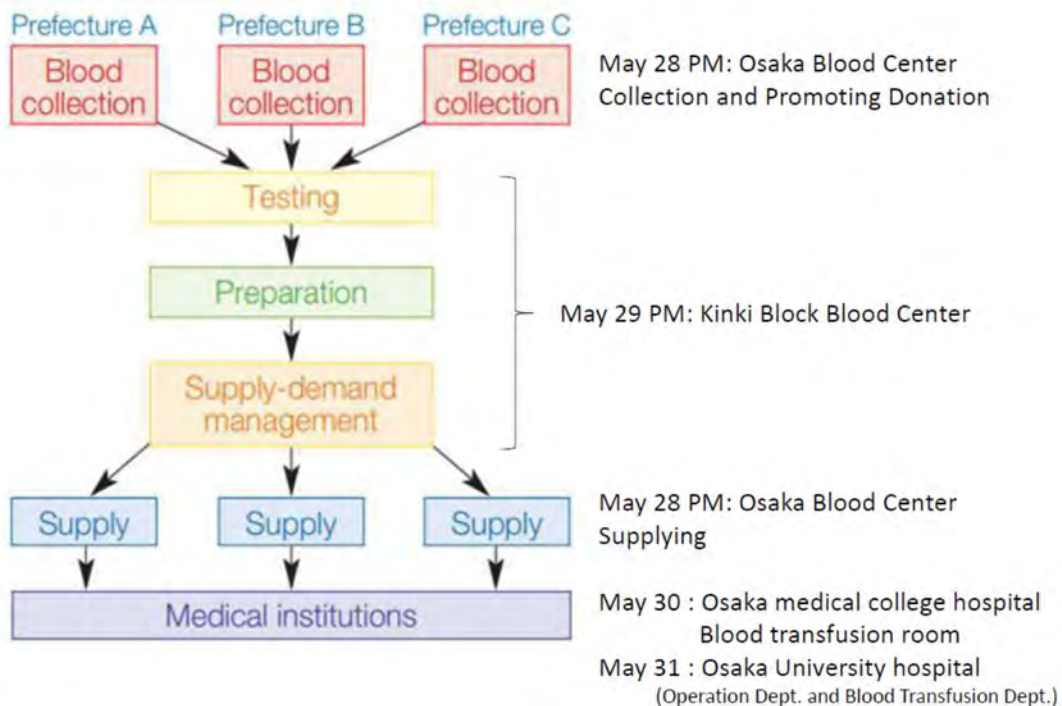 Prefecture A Prefecture B Prefecture C
Blood collection
Blood collection
Blood collection
May 28 PM: Osaka Blood Center
Collection and Promoting Donation
Testing
Preparation
May 29 PM: Kinki Block Blood Center
Supply-demand
management
Supply Supply Supply
May 28 PM: Osaka Blood Center
Supplying
Medical institutions
May 30 : Osaka medical college hospital
Blood transfusion room
May 31 : Osaka University hospital
(Operation Dept. and Blood Transfusion Dept.)